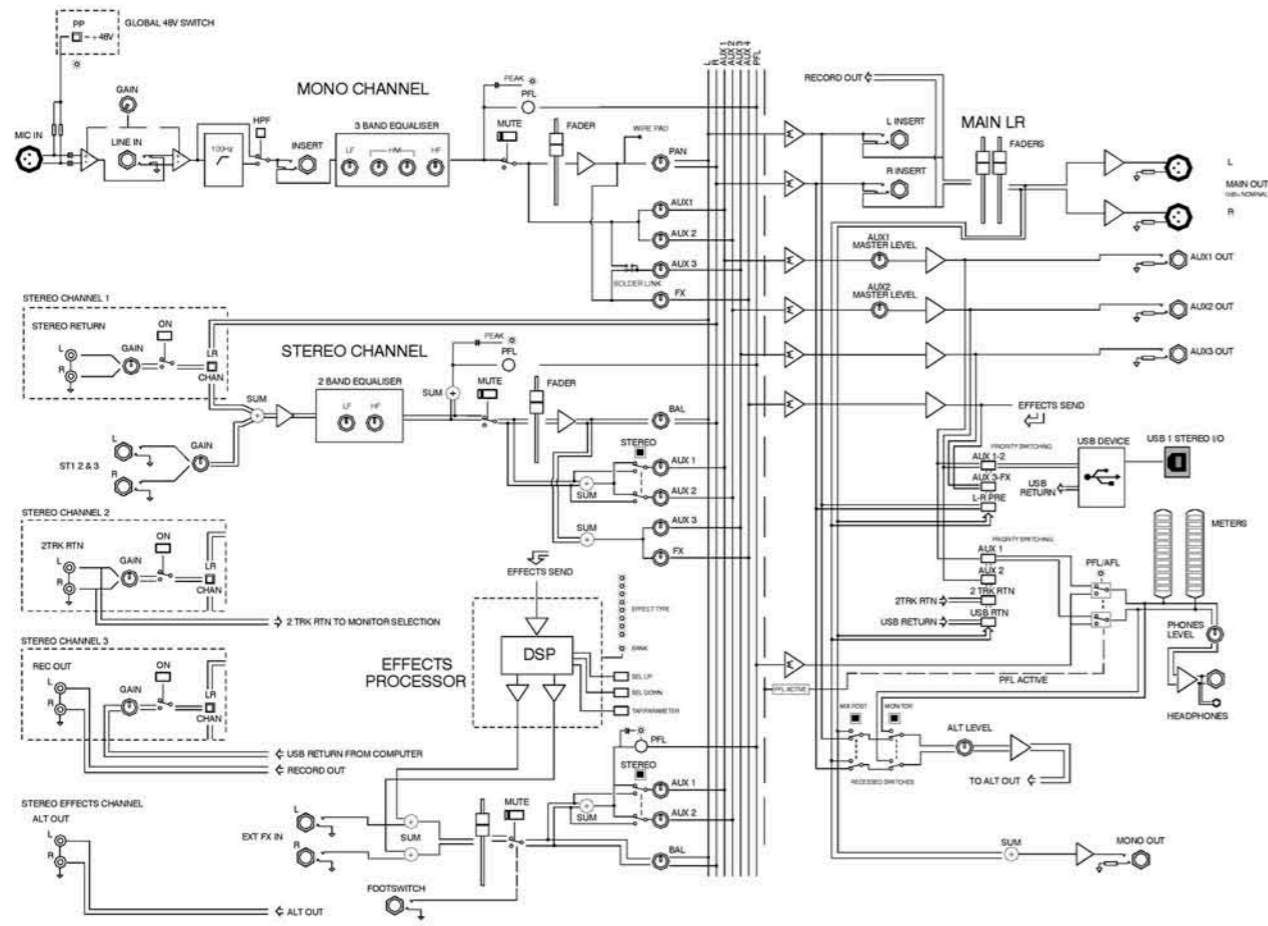 GLOBAL 48V SWITCH
PP
+48V
GAIN
MIC IN
LINE IN
MONO CHANNEL
HPF
100Hz
INSERT
3 BAND EQUALISER
LF
HM
HF
PEAK
PFL
MUTE
FADER
WIRE PAD
PAN
AUX1
AUX 2
AUX 3
SOLDER LINK
FX
L
R
AUX 1
AUX 2
AUX 3
AUX 4
PFL
RECORD OUT
L INSERT
R INSERT
MAIN LR
FADERS
L
MAIN OUT
R
AUX1
MASTER LEVEL
AUX1 OUT
AUX2
MASTER LEVEL
AUX2 OUT
AUX3 OUT
EFFECTS SEND
STEREO CHANNEL 1
STEREO RETURN
L
R
GAIN
ON
LR
CHAN
SUM
STEREO CHANNEL
2 BAND EQUALISER
LF
HF
SUM
PEAK
PFL
MUTE
FADER
BAL
STEREO
AUX 1
AUX 2
SUM
AUX 3
SUM
FX
L
R
GAIN
ST1 2 & 3
PRIORITY SWITCHING
AUX 1-2
AUX 3-FX
L-R PRE
USB DEVICE
USB RETURN
USB 1 STEREO I/O
STEREO CHANNEL 2
2TRK RTN
L
R
GAIN
ON
LR
CHAN
2 TRK RTN TO MONITOR SELECTION
EFFECTS SEND
EFFECTS PROCESSOR
DSP
EFFECT TYPE
BANK
SEL UP
SEL DOWN
TAP/PARAMETER
PRIORITY SWITCHING
AUX 1
AUX 2
2 TRK RTN
USB RTN
2TRK RTN
USB RETURN
PFL/AFL
METERS
PHONES
LEVEL
HEADPHONES
PFL ACTIVE
PFL ACTIVE
STEREO CHANNEL 3
REC OUT
L
R
GAIN
ON
LR
CHAN
USB RETURN FROM COMPUTER
RECORD OUT
MIX POST
MONITOR
ALT LEVEL
RECESSED SWITCHES
TO ALT OUT
STEREO EFFECTS CHANNEL
ALT OUT
L
R
ALT OUT
EXT FX IN
L
R
SUM
MUTE
PFL
STEREO
AUX 1
AUX 2
SUM
BAL
FOOTSWITCH
SUM
MONO OUT